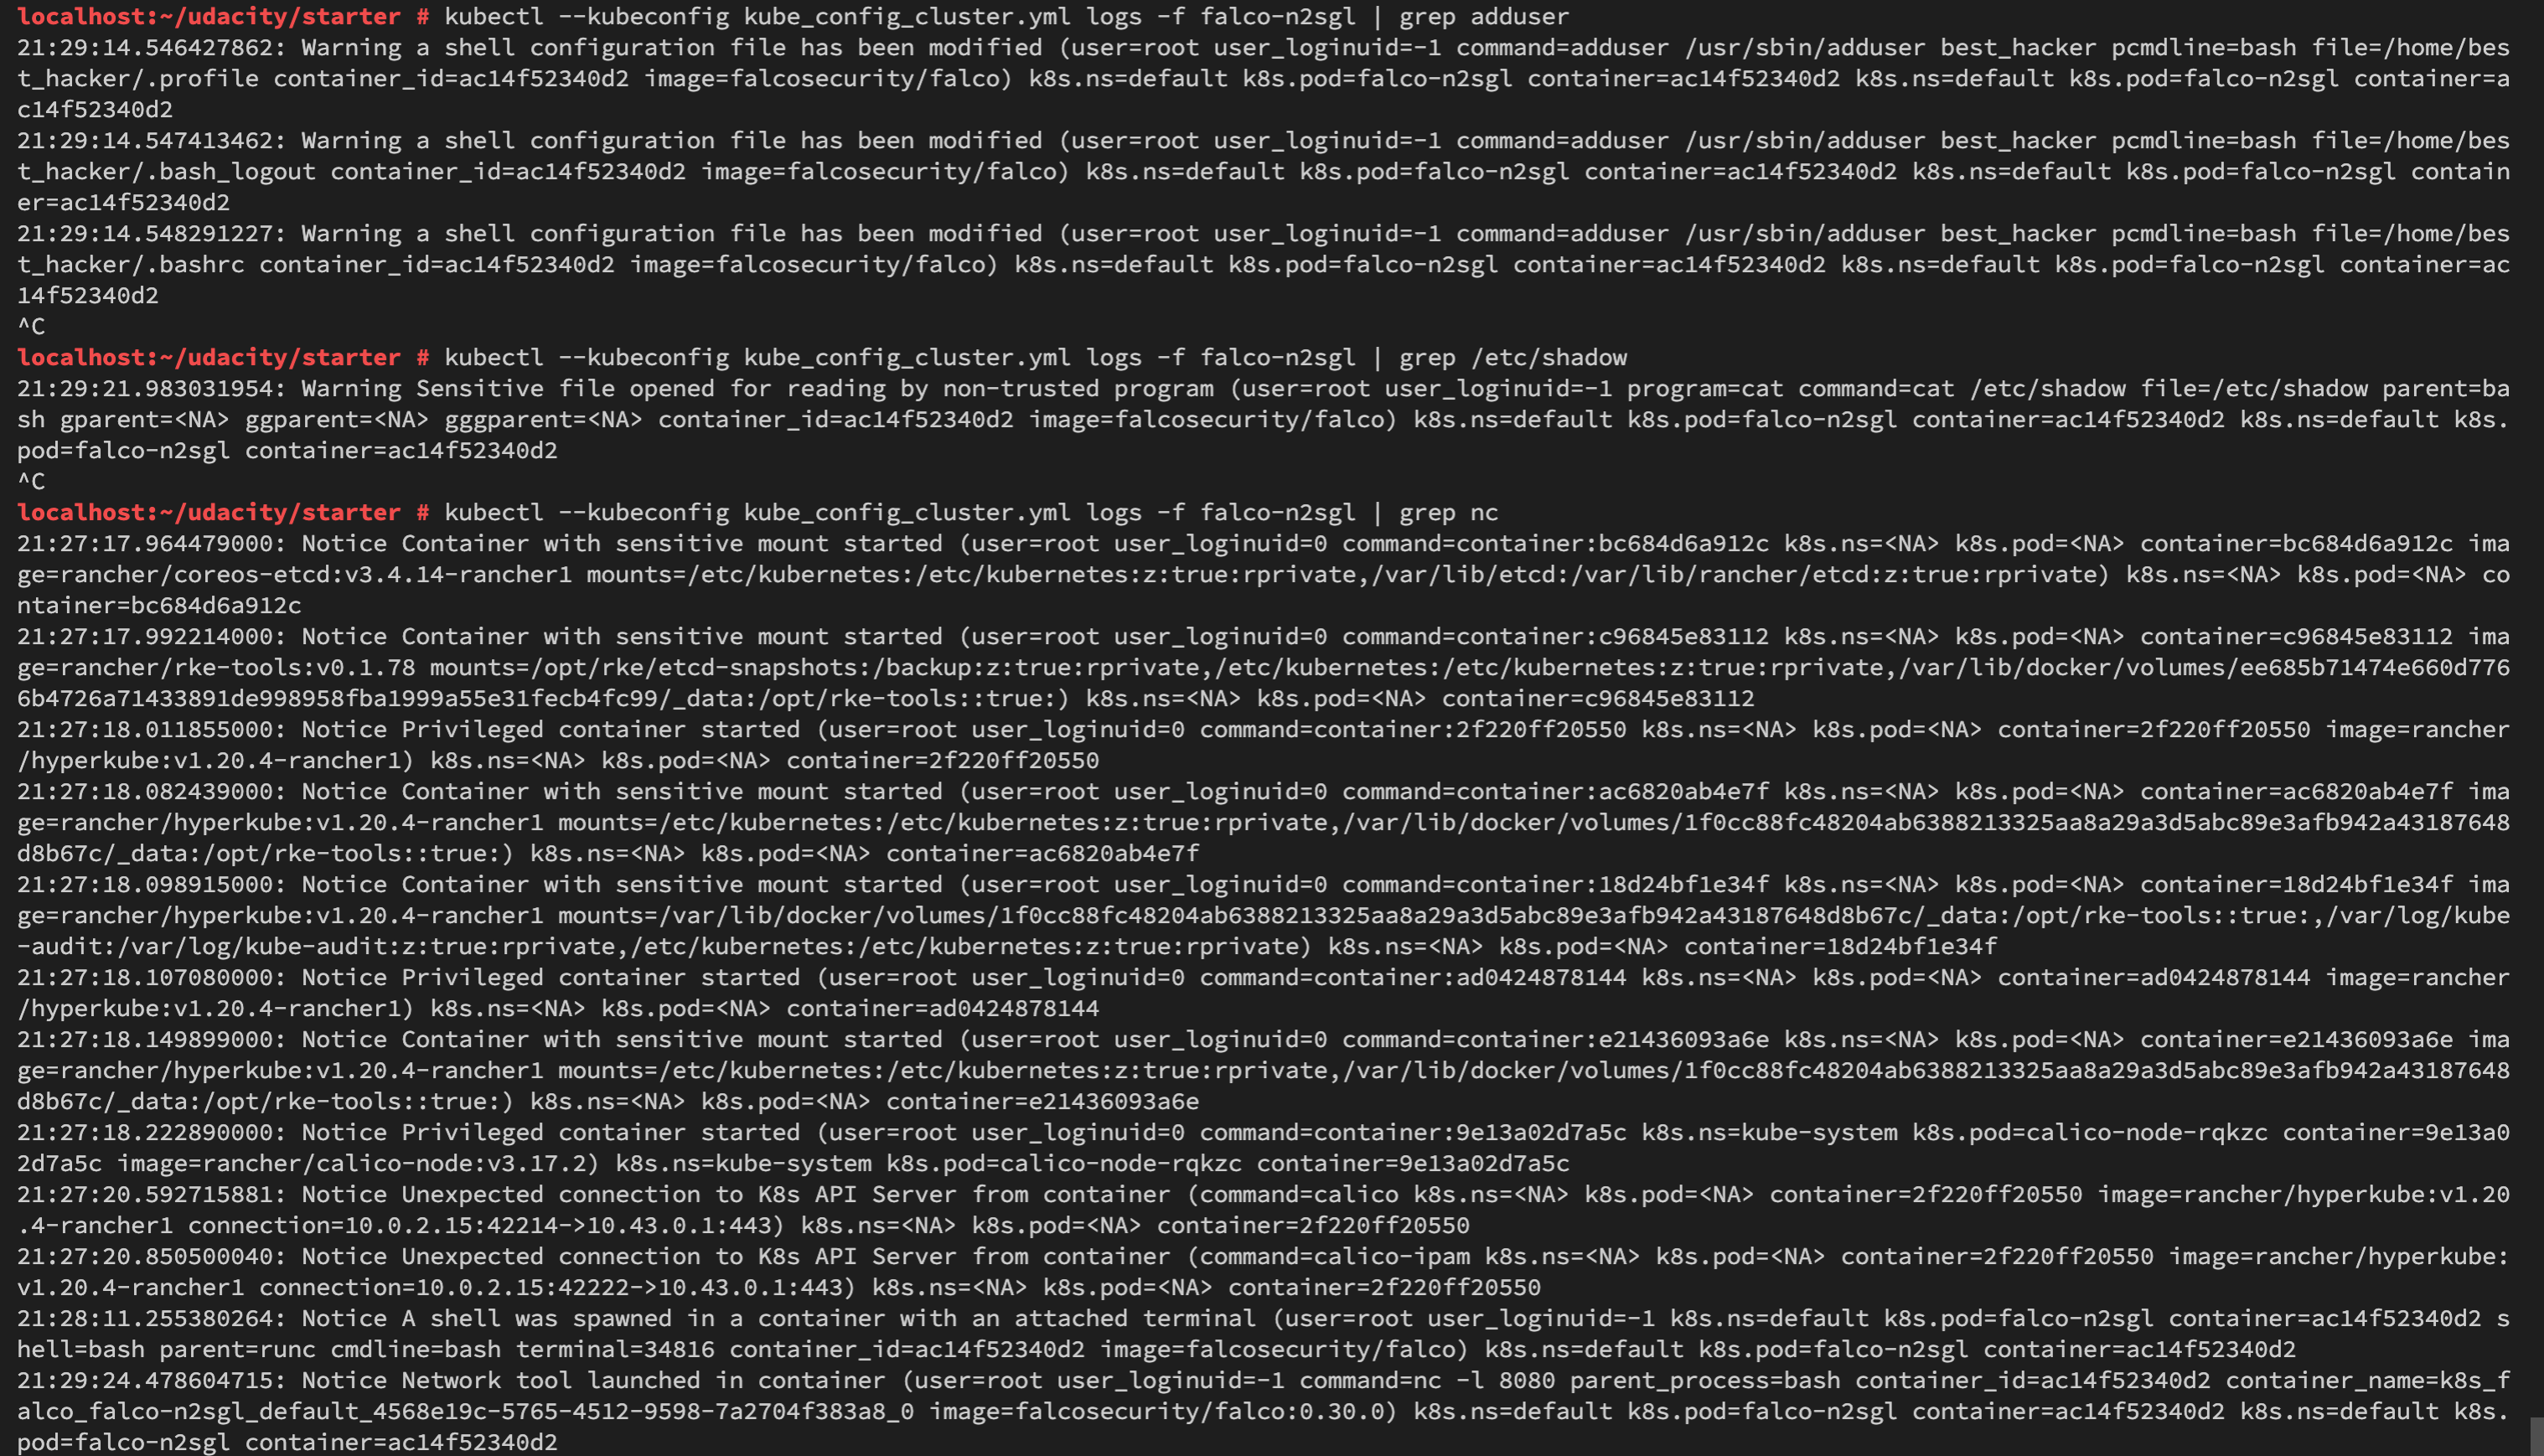 localhost:~/udacity/starter # kubectl --kubeconfig kube_config_cluster.yml logs -f falco-n2sgl | grep adduser
21:29:14.546427862: Warning a shell configuration file has been modified (user=root user_loginuid=-1 command=adduser /usr/sbin/adduser best_hacker pcmdline=bash file=/home/bes
t_hacker/.profile container_id=ac14f52340d2 image=falcosecurity/falco) k8s.ns=default k8s.pod=falco-n2sgl container=ac14f52340d2 k8s.ns=default k8s.pod=falco-n2sgl container=a
c14f52340d2
21:29:14.547413462: Warning a shell configuration file has been modified (user=root user_loginuid=-1 command=adduser /usr/sbin/adduser best_hacker pcmdline=bash file=/home/bes
t_hacker/.bash_logout container_id=ac14f52340d2 image=falcosecurity/falco) k8s.ns=default k8s.pod=falco-n2sgl container=ac14f52340d2 k8s.ns=default k8s.pod=falco-n2sgl contain
er=ac14f52340d2
21:29:14.548291227: Warning a shell configuration file has been modified (user=root user_loginuid=-1 command=adduser /usr/sbin/adduser best_hacker pcmdline=bash file=/home/bes
t_hacker/.bashrc container_id=ac14f52340d2 image=falcosecurity/falco) k8s.ns=default k8s.pod=falco-n2sgl container=ac14f52340d2 k8s.ns=default k8s.pod=falco-n2sgl container=ac
14f52340d2
^C
localhost:~/udacity/starter # kubectl --kubeconfig kube_config_cluster.yml logs -f falco-n2sgl | grep /etc/shadow
21:29:21.983031954: Warning Sensitive file opened for reading by non-trusted program (user=root user_loginuid=-1 program=cat command=cat /etc/shadow file=/etc/shadow parent=ba
sh gparent=<NA> ggparent=<NA> gggparent=<NA> container_id=ac14f52340d2 image=falcosecurity/falco) k8s.ns=default k8s.pod=falco-n2sgl container=ac14f52340d2 k8s.ns=default k8s.
pod=falco-n2sgl container=ac14f52340d2
^C
localhost:~/udacity/starter # kubectl --kubeconfig kube_config_cluster.yml logs -f falco-n2sgl | grep nc
21:27:17.964479000: Notice Container with sensitive mount started (user=root user_loginuid=0 command=container:bc684d6a912c k8s.ns=<NA> k8s.pod=<NA> container=bc684d6a912c ima
ge=rancher/coreos-etcd:v3.4.14-rancher1 mounts=/etc/kubernetes:/etc/kubernetes:z:true:rprivate,/var/lib/etcd:/var/lib/rancher/etcd:z:true:rprivate) k8s.ns=<NA> k8s.pod=<NA> co
ntainer=bc684d6a912c
21:27:17.992214000: Notice Container with sensitive mount started (user=root user_loginuid=0 command=container:c96845e83112 k8s.ns=<NA> k8s.pod=<NA> container=c96845e83112 ima
ge=rancher/rke-tools:v0.1.78 mounts=/opt/rke/etcd-snapshots:/backup:z:true:rprivate,/etc/kubernetes:/etc/kubernetes:z:true:rprivate,/var/lib/docker/volumes/ee685b71474e660d776
6b4726a71433891de998958fba1999a55e31fecb4fc99/_data:/opt/rke-tools::true:) k8s.ns=<NA> k8s.pod=<NA> container=c96845e83112
21:27:18.011855000: Notice Privileged container started (user=root user_loginuid=0 command=container:2f220ff20550 k8s.ns=<NA> k8s.pod=<NA> container=2f220ff20550 image=rancher
/hyperkube:v1.20.4-rancher1) k8s.ns=<NA> k8s.pod=<NA> container=2f220ff20550
21:27:18.082439000: Notice Container with sensitive mount started (user=root user_loginuid=0 command=container:ac6820ab4e7f k8s.ns=<NA> k8s.pod=<NA> container=ac6820ab4e7f ima
ge=rancher/hyperkube:v1.20.4-rancher1 mounts=/etc/kubernetes:/etc/kubernetes:z:true:rprivate,/var/lib/docker/volumes/1f0cc88fc48204ab6388213325aa8a29a3d5abc89e3afb942a43187648
d8b67c/_data:/opt/rke-tools::true:) k8s.ns=<NA> k8s.pod=<NA> container=ac6820ab4e7f
21:27:18.098915000: Notice Container with sensitive mount started (user=root user_loginuid=0 command=container:18d24bf1e34f k8s.ns=<NA> k8s.pod=<NA> container=18d24bf1e34f ima
ge=rancher/hyperkube:v1.20.4-rancher1 mounts=/var/lib/docker/volumes/1f0cc88fc48204ab6388213325aa8a29a3d5abc89e3afb942a43187648d8b67c/_data:/opt/rke-tools::true:,/var/log/kube
-audit:/var/log/kube-audit:z:true:rprivate,/etc/kubernetes:/etc/kubernetes:z:true:rprivate) k8s.ns=<NA> k8s.pod=<NA> container=18d24bf1e34f
21:27:18.107080000: Notice Privileged container started (user=root user_loginuid=0 command=container:ad0424878144 k8s.ns=<NA> k8s.pod=<NA> container=ad0424878144 image=rancher
/hyperkube:v1.20.4-rancher1) k8s.ns=<NA> k8s.pod=<NA> container=ad0424878144
21:27:18.149899000: Notice Container with sensitive mount started (user=root user_loginuid=0 command=container:e21436093a6e k8s.ns=<NA> k8s.pod=<NA> container=e21436093a6e ima
ge=rancher/hyperkube:v1.20.4-rancher1 mounts=/etc/kubernetes:/etc/kubernetes:z:true:rprivate,/var/lib/docker/volumes/1f0cc88fc48204ab6388213325aa8a29a3d5abc89e3afb942a43187648
d8b67c/_data:/opt/rke-tools::true:) k8s.ns=<NA> k8s.pod=<NA> container=e21436093a6e
21:27:18.222890000: Notice Privileged container started (user=root user_loginuid=0 command=container:9e13a02d7a5c k8s.ns=kube-system k8s.pod=calico-node-rqkzc container=9e13a0
2d7a5c image=rancher/calico-node:v3.17.2) k8s.ns=kube-system k8s.pod=calico-node-rqkzc container=9e13a02d7a5c
21:27:20.592715881: Notice Unexpected connection to K8s API Server from container (command=calico k8s.ns=<NA> k8s.pod=<NA> container=2f220ff20550 image=rancher/hyperkube:v1.20
.4-rancher1 connection=10.0.2.15:42214->10.43.0.1:443) k8s.ns=<NA> k8s.pod=<NA> container=2f220ff20550
21:27:20.850500040: Notice Unexpected connection to K8s API Server from container (command=calico-ipam k8s.ns=<NA> k8s.pod=<NA> container=2f220ff20550 image=rancher/hyperkube:
v1.20.4-rancher1 connection=10.0.2.15:42222->10.43.0.1:443) k8s.ns=<NA> k8s.pod=<NA> container=2f220ff20550
21:28:11.255380264: Notice A shell was spawned in a container with an attached terminal (user=root user_loginuid=-1 k8s.ns=default k8s.pod=falco-n2sgl container=ac14f52340d2 s
hell=bash parent=runc cmdline=bash terminal=34816 container_id=ac14f52340d2 image=falcosecurity/falco) k8s.ns=default k8s.pod=falco-n2sgl container=ac14f52340d2
21:29:24.478604715: Notice Network tool launched in container (user=root user_loginuid=-1 command=nc -l 8080 parent_process=bash container_id=ac14f52340d2 container_name=k8s_f
alco_falco-n2sgl_default_4568e19c-5765-4512-9598-7a2704f383a8_0 image=falcosecurity/falco:0.30.0) k8s.ns=default k8s.pod=falco-n2sgl container=ac14f52340d2 k8s.ns=default k8s.
pod=falco-n2sgl container=ac14f52340d2